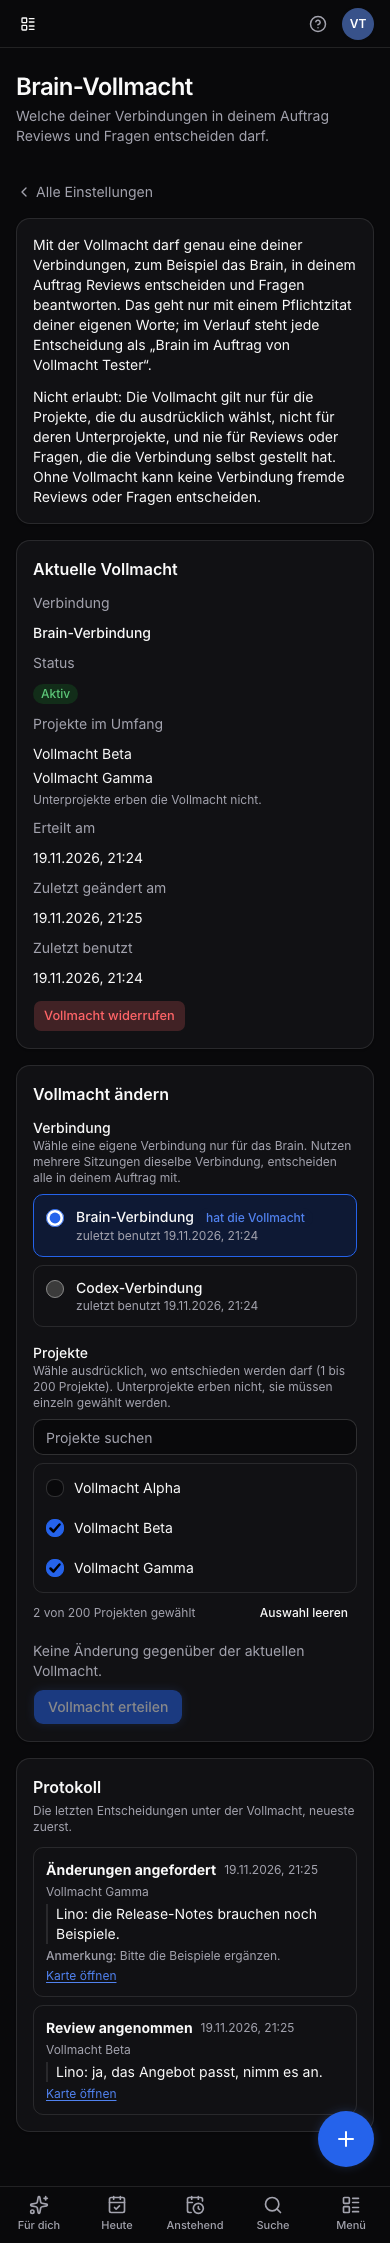 VT
Brain-Vollmacht
Welche deiner Verbindungen in deinem Auftrag
Reviews und Fragen entscheiden darf.
Alle Einstellungen
Mit der Vollmacht darf genau eine deiner
Verbindungen, zum Beispiel das Brain, in deinem
Auftrag Reviews entscheiden und Fragen
beantworten. Das geht nur mit einem Pflichtzitat
deiner eigenen Worte; im Verlauf steht jede
Entscheidung als „Brain im Auftrag von
Vollmacht Tester“.
Nicht erlaubt: Die Vollmacht gilt nur für die
Projekte, die du ausdrücklich wählst, nicht für
deren Unterprojekte, und nie für Reviews oder
Fragen, die die Verbindung selbst gestellt hat.
Ohne Vollmacht kann keine Verbindung fremde
Reviews oder Fragen entscheiden.
Aktuelle Vollmacht
Verbindung
Brain-Verbindung
Status
Aktiv
Projekte im Umfang
Vollmacht Beta
Vollmacht Gamma
Unterprojekte erben die Vollmacht nicht.
Erteilt am
19.11.2026, 21:24
Zuletzt geändert am
19.11.2026, 21:25
Zuletzt benutzt
19.11.2026, 21:24
Vollmacht widerrufen
Vollmacht ändern
Verbindung
Wähle eine eigene Verbindung nur für das Brain. Nutzen
mehrere Sitzungen dieselbe Verbindung, entscheiden
alle in deinem Auftrag mit.
Brain-Verbindung hat die Vollmacht
zuletzt benutzt 19.11.2026, 21:24
Codex-Verbindung
zuletzt benutzt 19.11.2026, 21:24
Projekte
Wähle ausdrücklich, wo entschieden werden darf (1 bis
200 Projekte). Unterprojekte erben nicht, sie müssen
einzeln gewählt werden.
Projekte suchen
Vollmacht Alpha
Vollmacht Beta
Vollmacht Gamma
2 von 200 Projekten gewählt Auswahl leeren
Keine Änderung gegenüber der aktuellen
Vollmacht.
Vollmacht erteilen
Protokoll
Die letzten Entscheidungen unter der Vollmacht, neueste
zuerst.
Änderungen angefordert 19.11.2026, 21:25
Vollmacht Gamma
Lino: die Release-Notes brauchen noch
Beispiele.
Anmerkung: Bitte die Beispiele ergänzen.
Karte öffnen
Review angenommen 19.11.2026, 21:25
Vollmacht Beta
Lino: ja, das Angebot passt, nimm es an.
Karte öffnen
Für dich Heute Anstehend Suche Menü